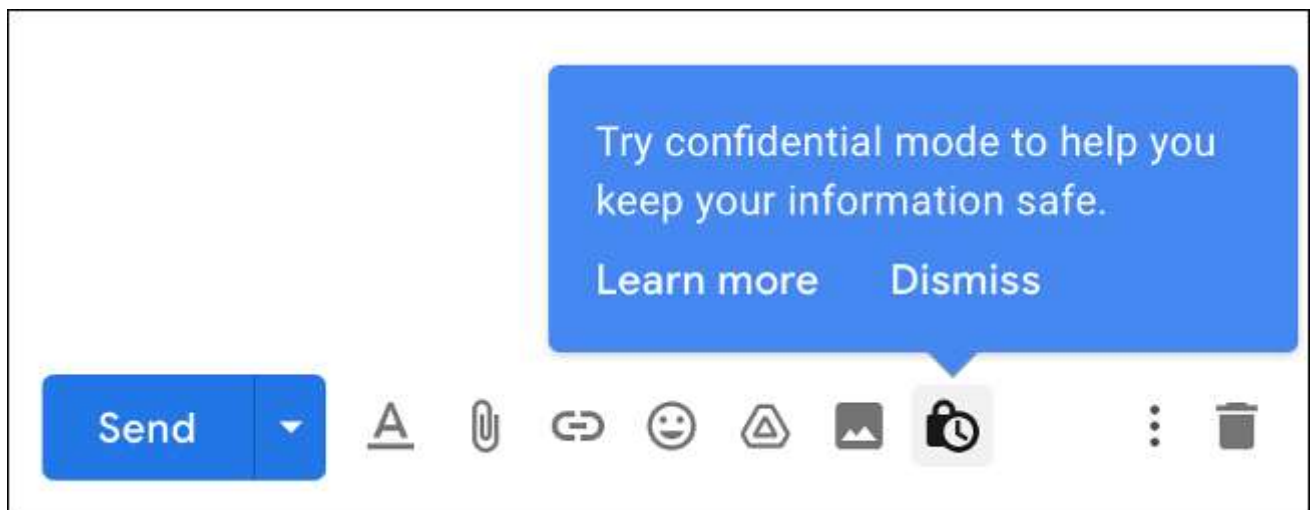 Try confidential mode to help you
keep your information safe.
Learn more Dismiss
Send A